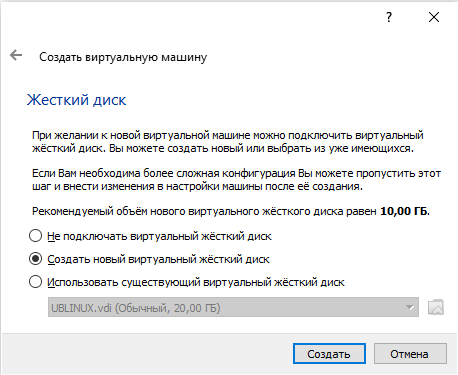 ?
Создать виртуальную машину
Жесткий диск
При желании к новой виртуальной машине можно подключить виртуальный
жёсткий диск. Вы можете создать новый или выбрать из уже имеющихся.
Если Вам необходима более сложная конфигурация Вы можете пропустить этот
шаг и внести изменения в настройки машины после её создания.
Рекомендуемый объём нового виртуального жёсткого диска равен 10,00 ГБ.
Не подключать виртуальный жёсткий диск
Создать новый виртуальный жёсткий диск
Использовать существующий виртуальный жёсткий диск
UBLINUX.vdi (Обычный, 20,00 ГБ)
Создать
Отмена